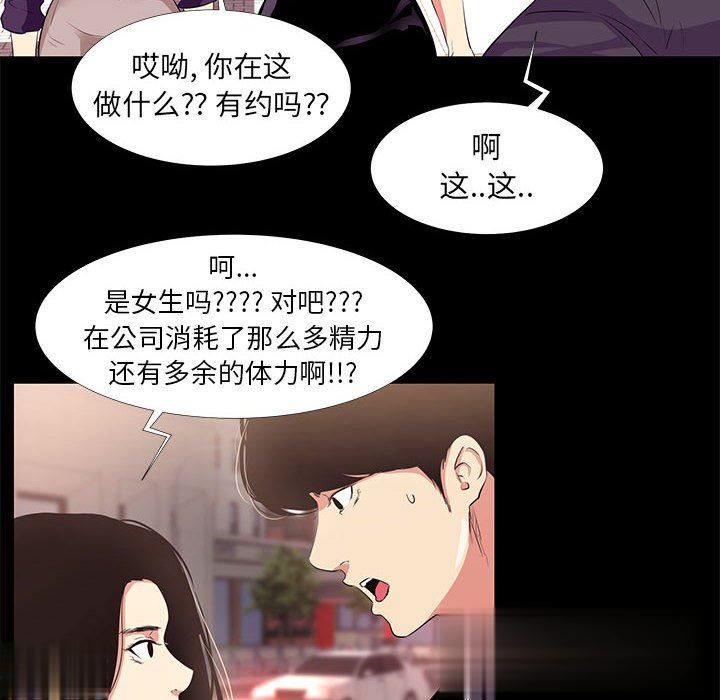 哎呦, 你在这
做什么?? 有约吗??
啊
这..这..
呵...
是女生吗???? 对吧???
在公司消耗了那么多精力
还有多余的体力啊!!?